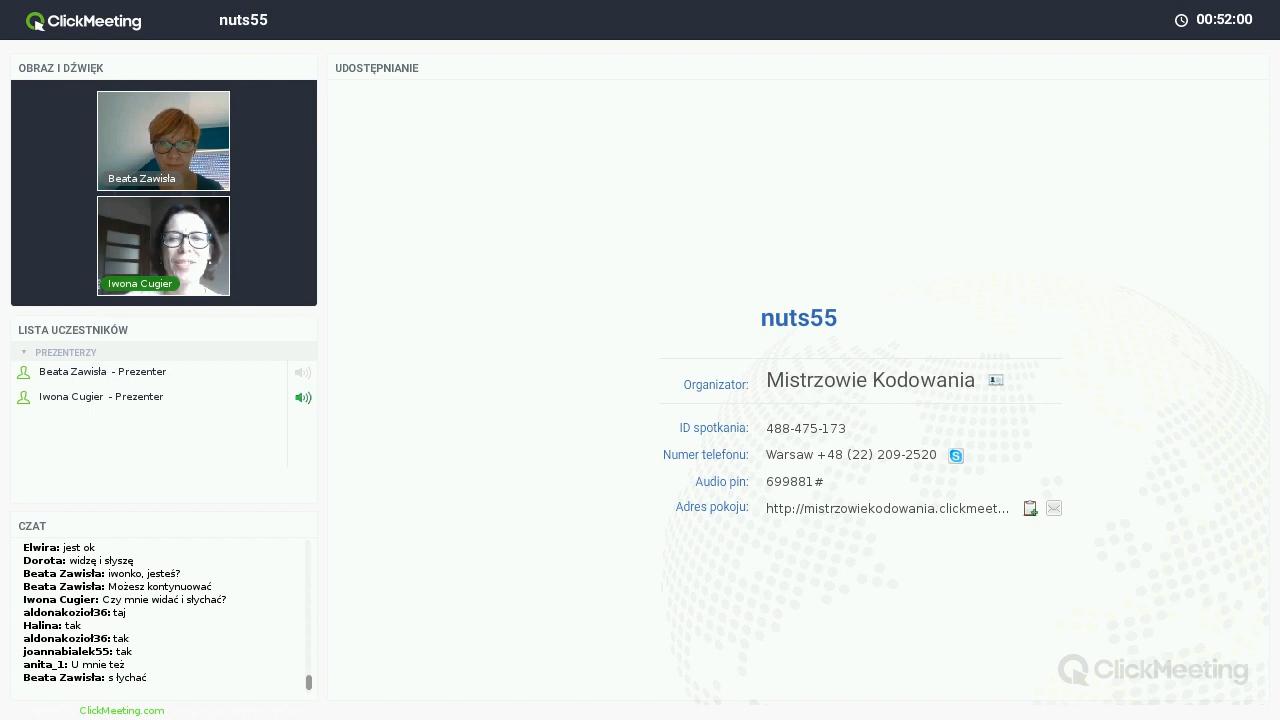 ClickMeeting
nuts55
00:52:00
OBRAZ I DŹWIĘK
Beata Zawisła
Iwona Cugier
LISTA UCZESTNIKÓW
PREZENTERZY
Beata Zawisła - Prezenter
Iwona Cugier - Prezenter
CZAT
Elwira: jest ok
Dorota: widzę i słyszę
Beata Zawisła: iwonko, jesteś?
Beata Zawisła: Możesz kontynuować
Iwona Cugier: Czy mnie widać i słychać?
aldonakozioł36: taj
Halina: tak
aldonakozioł36: tak
joannabialek55: tak
anita_1: U mnie też
Beata Zawisła: s łychać
ClickMeeting.com
UDOSTĘPNIANIE
nuts55
Organizator: Mistrzowie Kodowania
ID spotkania: 488-475-173
Numer telefonu: Warsaw +48 (22) 209-2520
Audio pin: 699881#
Adres pokoju: http://mistrzowiekodowania.clickmeet...
ClickMeeting